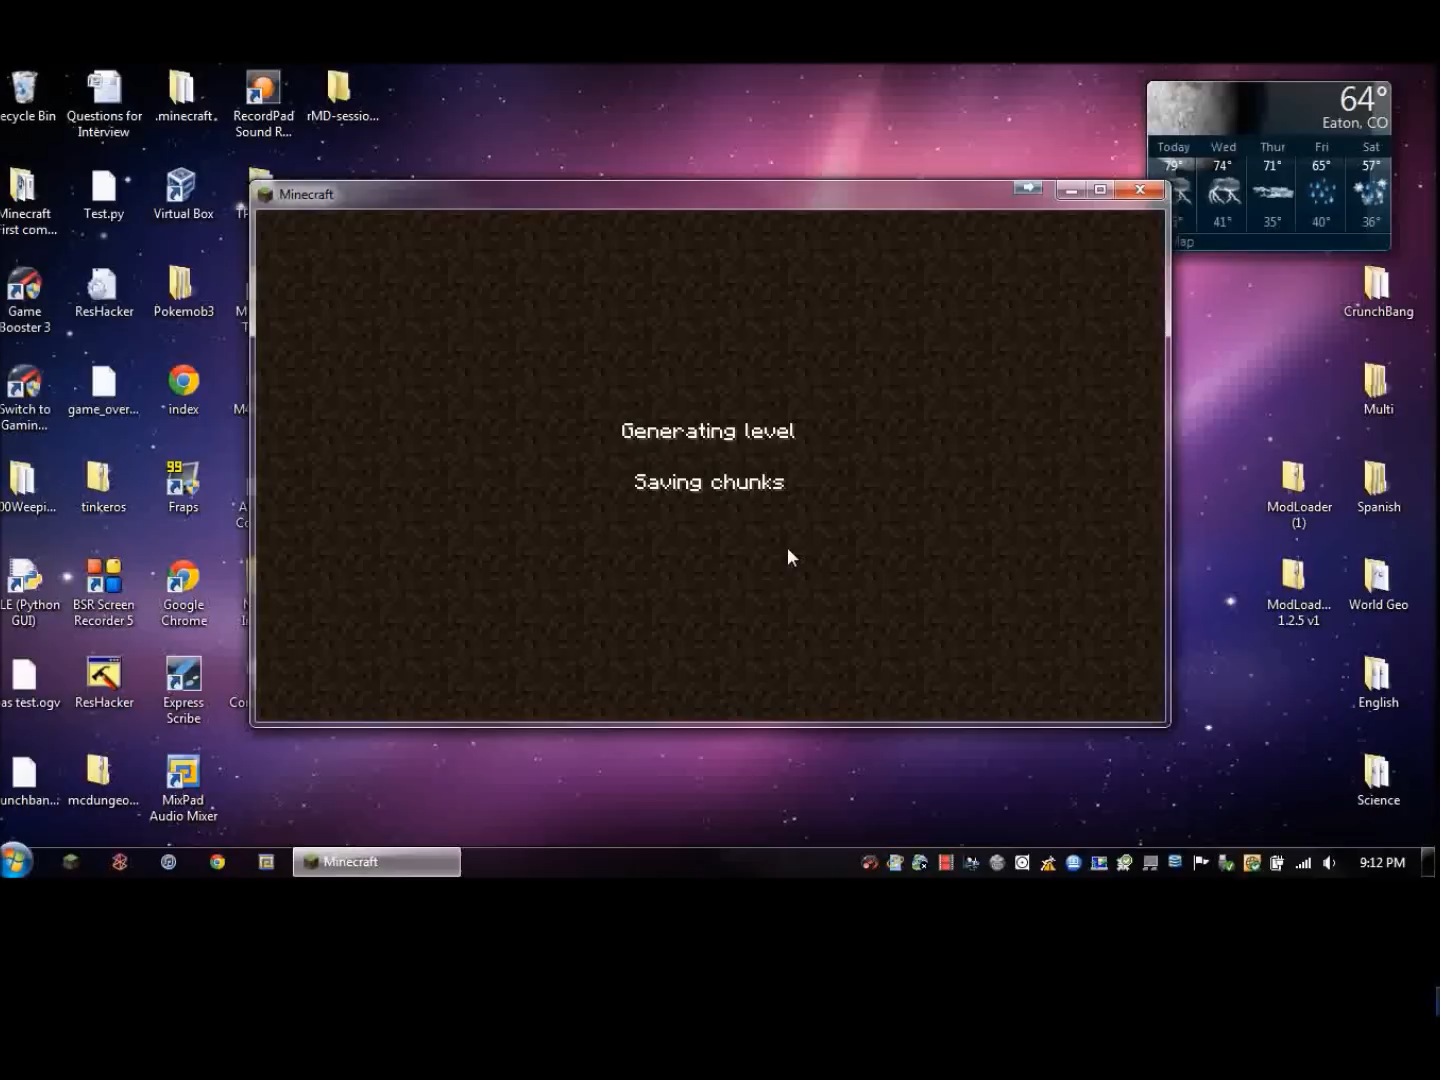 ecycle Bin
Questions for
Interview
.minecraft.
RecordPad
Sound R...
rMD-sessio...
64°
Eaton, CO
Today Wed Thur Fri Sat
79° 74° 71° 65° 57°
41° 35° 40° 36°
Minecraft
Minecraft
First com...
Test.py
Virtual Box
Game
Booster 3
ResHacker
Pokemob3
CrunchBang
Switch to
Gamin...
game_over...
index
Multi
Generating level
Saving chunks
00Weepi...
tinkeros
99
Fraps
ModLoader
(1)
Spanish
LE (Python
GUI)
BSR Screen
Recorder 5
Google
Chrome
ModLoad...
1.2.5 v1
World Geo
as test.ogv
ResHacker
Express
Scribe
English
unchban...
mcdungeo...
MixPad
Audio Mixer
Science
Minecraft
9:12 PM